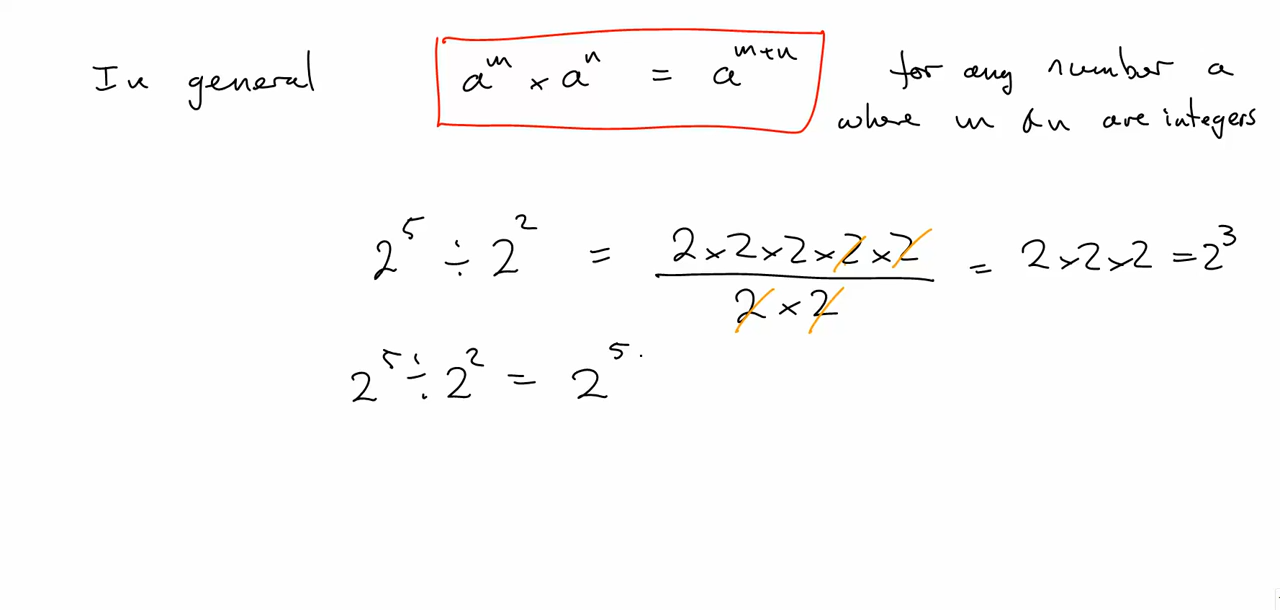 In general a^m × a^n = a^{m+n} for any number a
where m & n are integers
2^5 ÷ 2^2 = \frac{2×2×2×2×2}{2×2} = 2×2×2 = 2^3
2^5 ÷ 2^2 = 2^{5.}